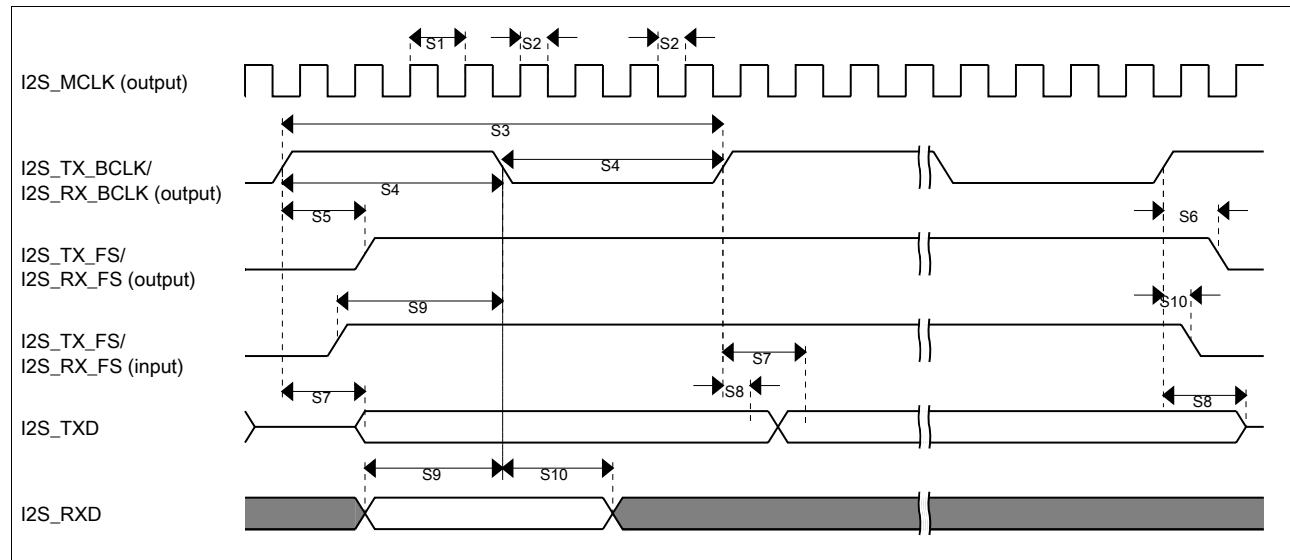 S1
S2
S2
I2S_MCLK (output)
S3
I2S_TX_BCLK/
I2S_RX_BCLK (output)
S4
S4
S5
S6
I2S_TX_FS/
I2S_RX_FS (output)
S9
S10
I2S_TX_FS/
I2S_RX_FS (input)
S7
S7
S8
S8
I2S_TXD
S9
S10
I2S_RXD